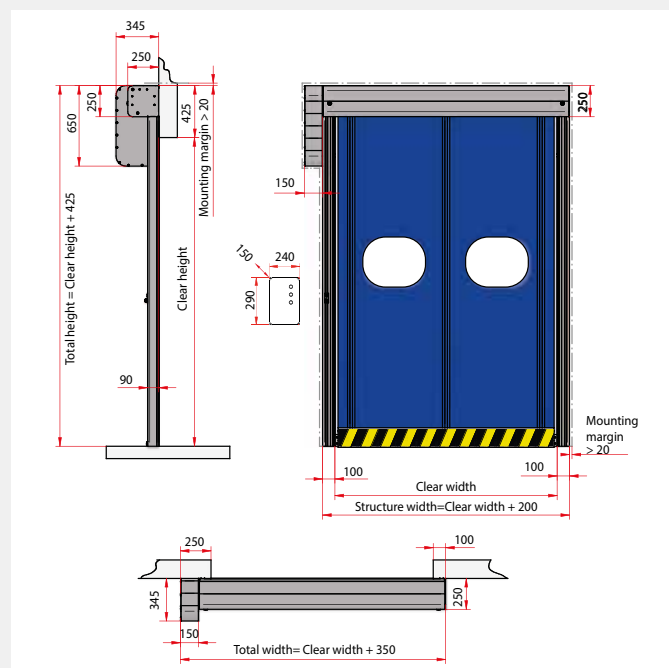 345
250
250
650
425
Mounting margin > 20
Total height = Clear height + 425
Clear height
90
250
150
150
240
290
Mounting
margin
> 20
100
100
Clear width
Structure width=Clear width + 200
250
100
345
250
150
Total width= Clear width + 350